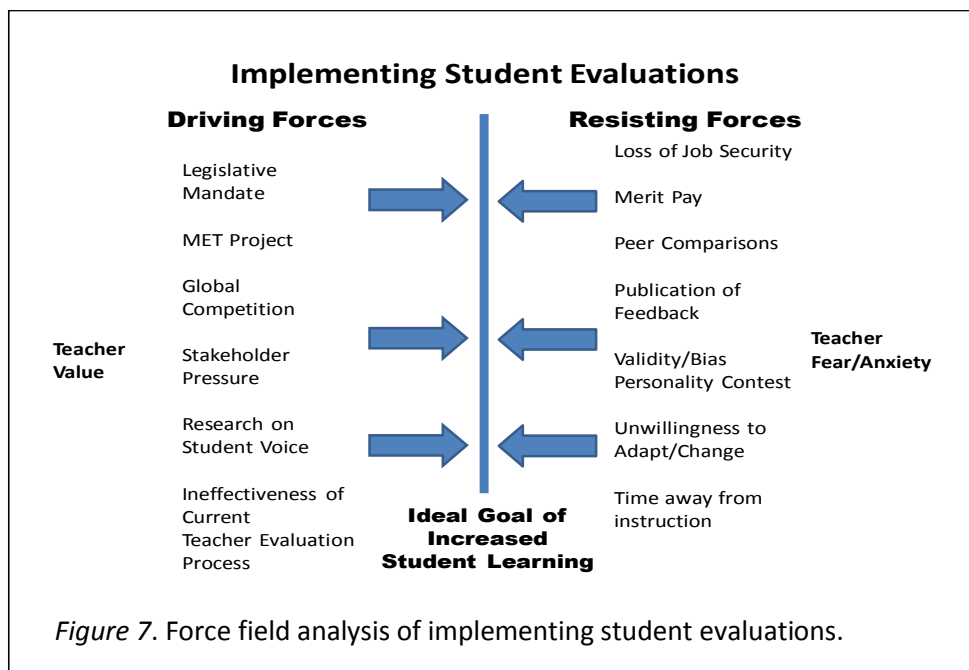 Implementing Student Evaluations
Driving Forces
Legislative
Mandate
MET Project
Global
Competition
Stakeholder
Pressure
Research on
Student Voice
Ineffectiveness of
Current
Teacher Evaluation
Process
Teacher
Value
Ideal Goal of
Increased
Student Learning
Resisting Forces
Loss of Job Security
Merit Pay
Peer Comparisons
Publication of
Feedback
Validity/Bias
Personality Contest
Unwillingness to
Adapt/Change
Time away from
instruction
Teacher
Fear/Anxiety
Figure 7. Force field analysis of implementing student evaluations.